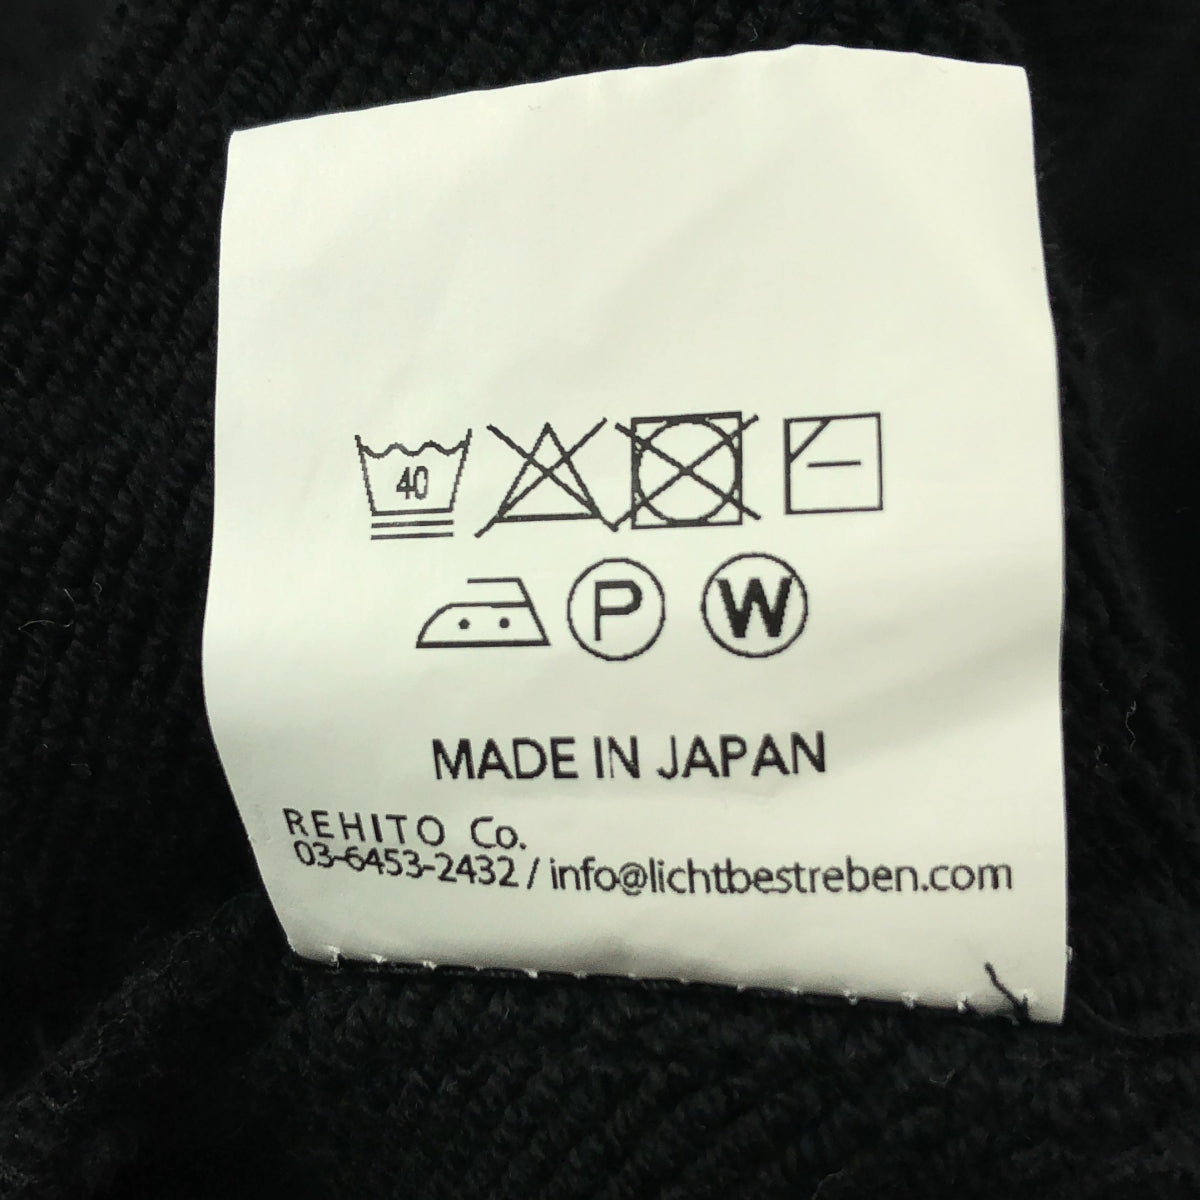 40
P W
MADE IN JAPAN
REHITO Co.
03-6453-2432 / info@lichtbestreben.com